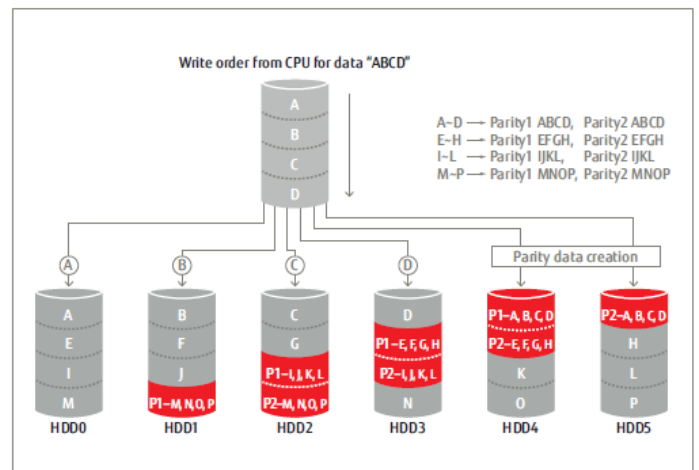 Write order from CPU for data "ABCD"
A
B
C
D
A~D → Parity1 ABCD, Parity2 ABCD
E~H → Parity1 EFGH, Parity2 EFGH
I~L → Parity1 IJKL, Parity2 IJKL
M~P → Parity1 MNOP, Parity2 MNOP
Parity data creation
A
B
C
D
A
E
I
M
HDD0
B
F
J
P1–M, N, O, P
HDD1
C
G
P1–I, J, K, L
P2–M, N, O, P
HDD2
D
P1–E, F, G, H
P2–I, J, K, L
N
HDD3
P1–A, B, C, D
P2–E, F, G, H
K
O
HDD4
P2–A, B, C, D
H
L
P
HDD5